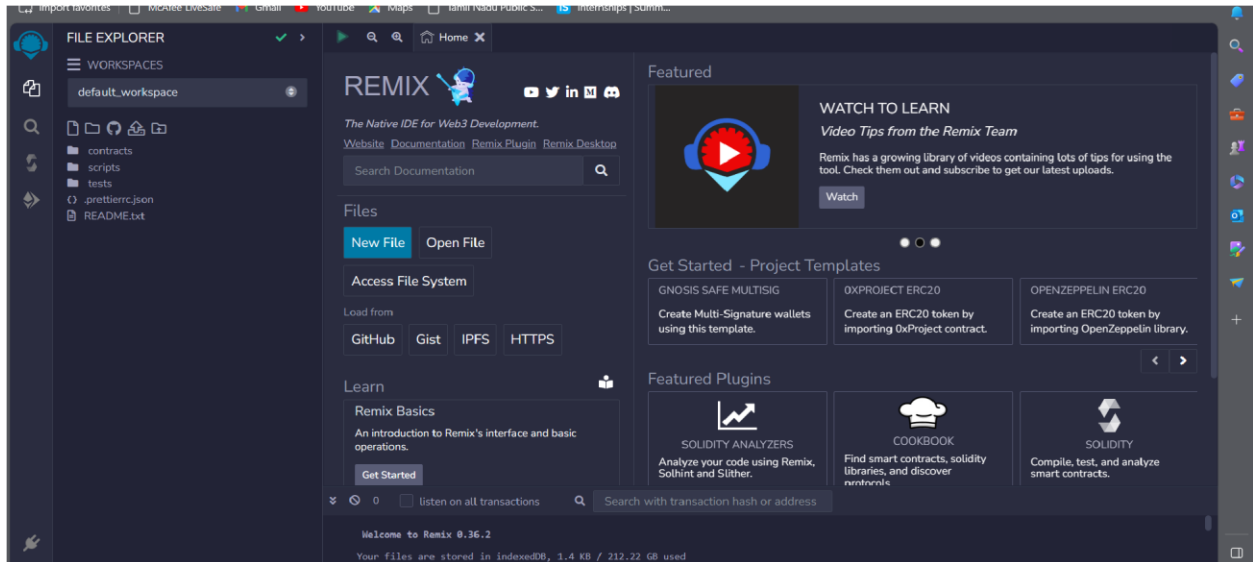 Import favorites
McAfee LiveSafe
Gmail
YouTube
Maps
Tamil Nadu Public S...
Internships | Summ...
FILE EXPLORER
WORKSPACES
default_workspace
contracts
scripts
tests
.prettierrc.json
README.txt
Home
REMIX
The Native IDE for Web3 Development.
Website Documentation Remix Plugin Remix Desktop
Search Documentation
Files
New File
Open File
Access File System
Load from
GitHub
Gist
IPFS
HTTPS
Learn
Remix Basics
An introduction to Remix's interface and basic
operations.
Get Started
Featured
WATCH TO LEARN
Video Tips from the Remix Team
Remix has a growing library of videos containing lots of tips for using the
tool. Check them out and subscribe to get our latest uploads.
Watch
Get Started - Project Templates
GNOSIS SAFE MULTISIG
Create Multi-Signature wallets
using this template.
0XPROJECT ERC20
Create an ERC20 token by
importing 0xProject contract.
OPENZEPPELIN ERC20
Create an ERC20 token by
importing OpenZeppelin library.
Featured Plugins
SOLIDITY ANALYZERS
Analyze your code using Remix,
Solhint and Slither.
COOKBOOK
Find smart contracts, solidity
libraries, and discover
protocols
SOLIDITY
Compile, test, and analyze
smart contracts.
0
listen on all transactions
Search with transaction hash or address
Welcome to Remix 0.36.2
Your files are stored in indexedDB, 1.4 KB / 212.22 GB used